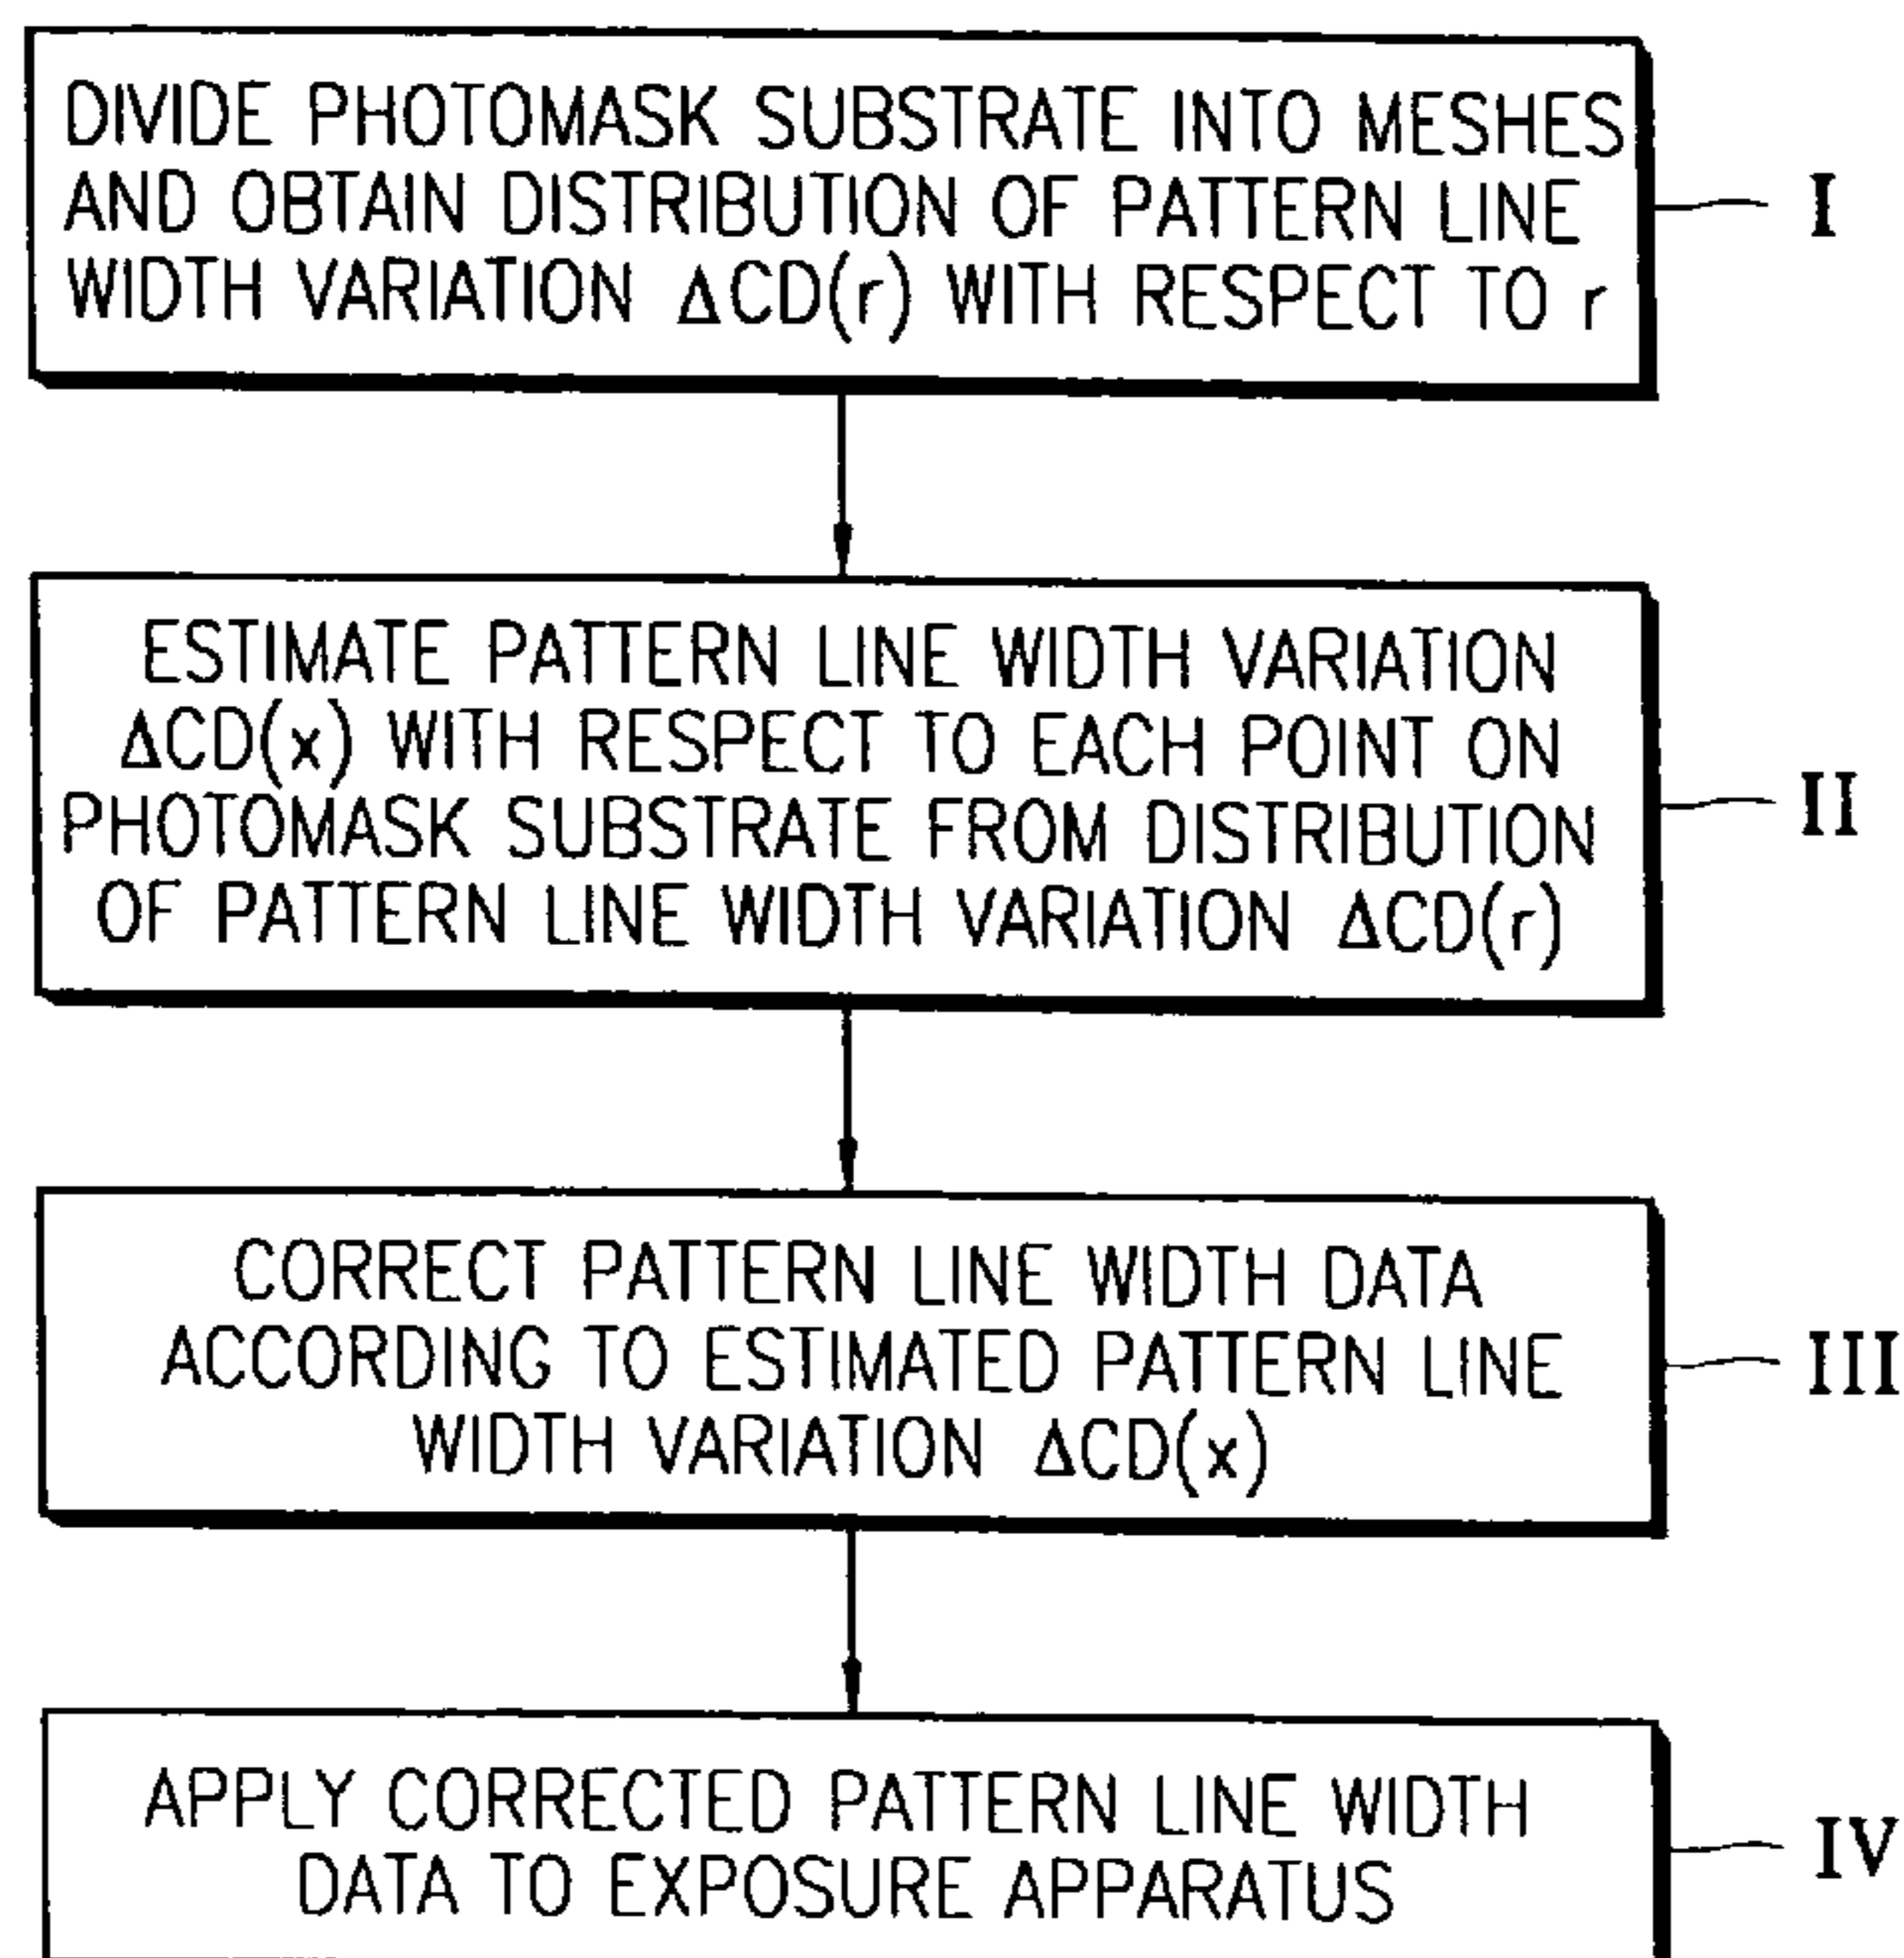 DIVIDE PHOTOMASK SUBSTRATE INTO MESHES
AND OBTAIN DISTRIBUTION OF PATTERN LINE
WIDTH VARIATION ΔCD(r) WITH RESPECT TO r
I
ESTIMATE PATTERN LINE WIDTH VARIATION
ΔCD(x) WITH RESPECT TO EACH POINT ON
PHOTOMASK SUBSTRATE FROM DISTRIBUTION
OF PATTERN LINE WIDTH VARIATION ΔCD(r)
II
CORRECT PATTERN LINE WIDTH DATA
ACCORDING TO ESTIMATED PATTERN LINE
WIDTH VARIATION ΔCD(x)
III
APPLY CORRECTED PATTERN LINE WIDTH
DATA TO EXPOSURE APPARATUS
IV